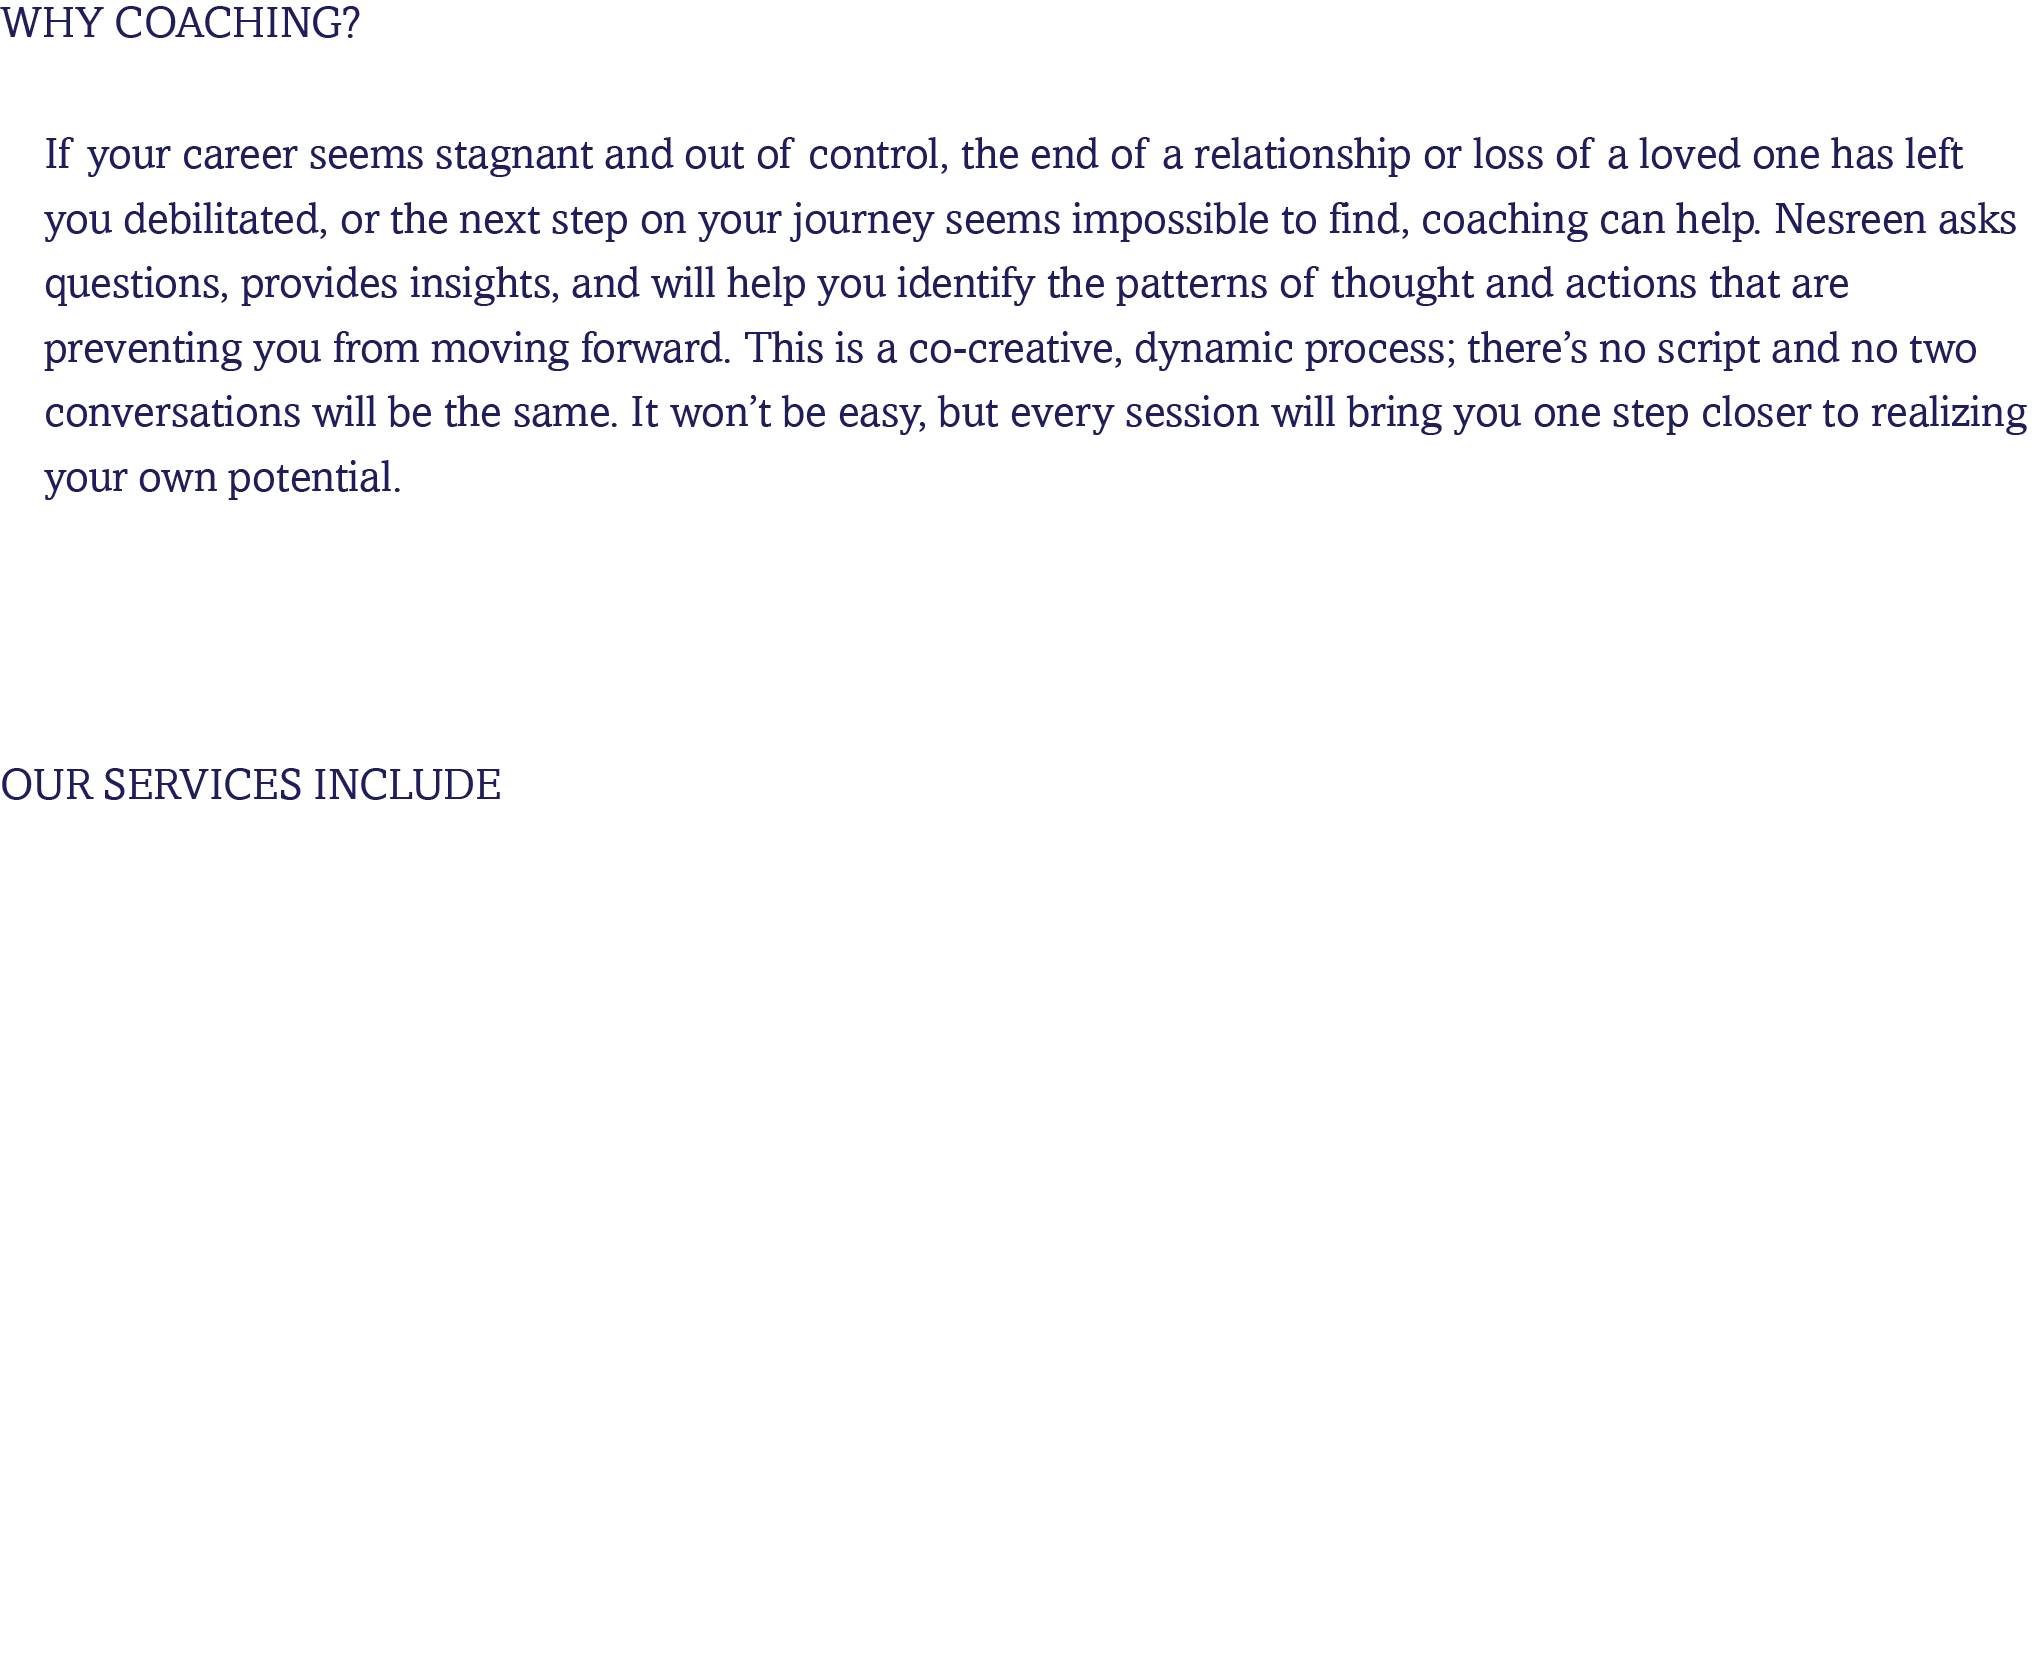 WHY COACHING?
If your career seems stagnant and out of control, the end of a relationship or loss of a loved one has left
you debilitated, or the next step on your journey seems impossible to find, coaching can help. Nesreen asks
questions, provides insights, and will help you identify the patterns of thought and actions that are
preventing you from moving forward. This is a co-creative, dynamic process; there’s no script and no two
conversations will be the same. It won’t be easy, but every session will bring you one step closer to realizing
your own potential.
OUR SERVICES INCLUDE